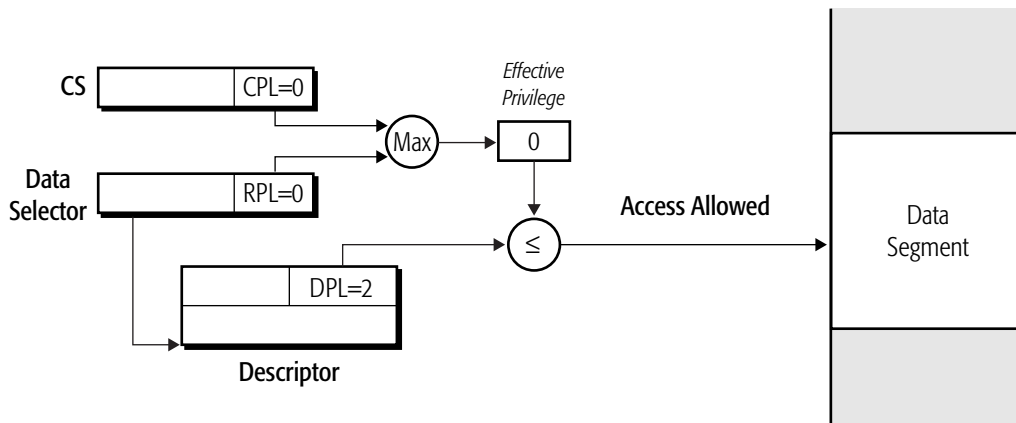 Effective
Privilege
CS
CPL=0
Max
0
Data
Selector
RPL=0
Access Allowed
Data
Segment
≤
DPL=2
Descriptor